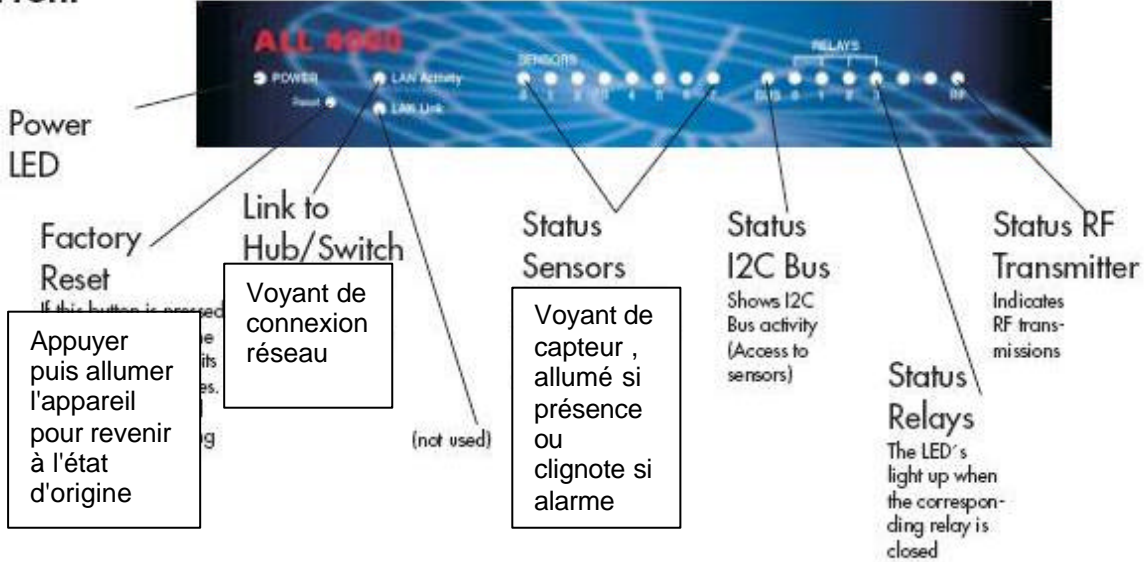 ALL 4000
POWER
Reset
LAN Activity
LAN Link
SENSORS
0 1 2 3 4 5 6 7
RELAYS
BUS 0 1 2 3
RF
Power
LED
Factory
Reset
If this button is pressed
Appuyer
puis allumer
l'appareil
pour revenir
à l'état
d'origine
Link to
Hub/Switch
Voyant de
connexion
réseau
(not used)
Status
Sensors
Voyant de
capteur ,
allumé si
présence
ou
clignote si
alarme
Status
I2C Bus
Shows I2C
Bus activity
(Access to
sensors)
Status
Relays
The LED´s
light up when
the correspon-
ding relay is
closed
Status RF
Transmitter
Indicates
RF trans-
missions